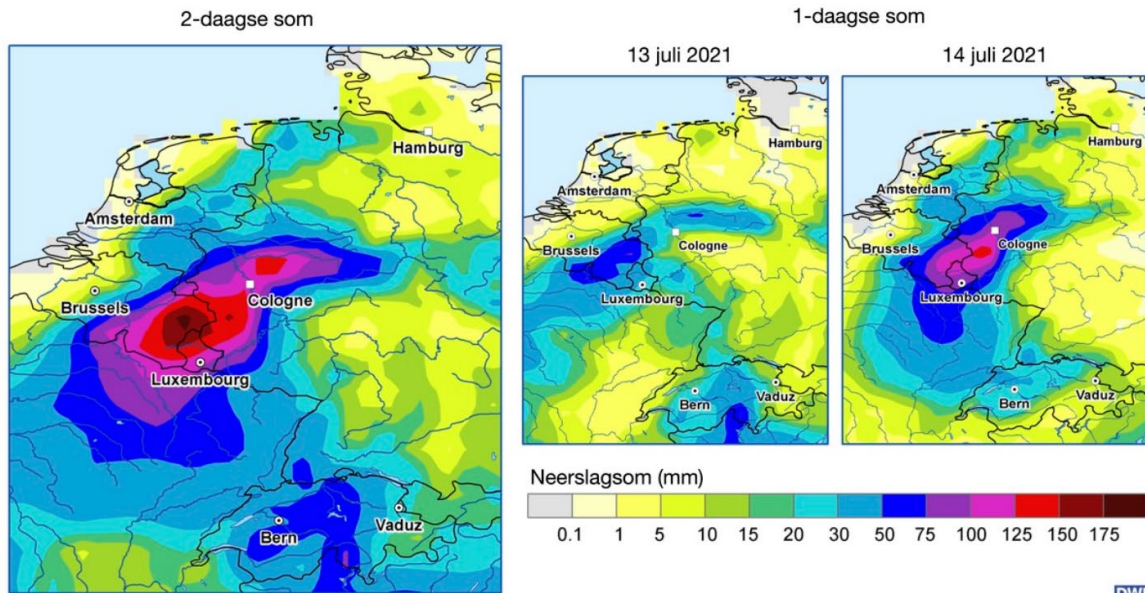 2-daagse som
1-daagse som
13 juli 2021
14 juli 2021
Hamburg
Amsterdam
Brussels
Cologne
Luxembourg
Bern
Vaduz
Hamburg
Amsterdam
Brussels
Cologne
Luxembourg
Bern
Vaduz
Hamburg
Amsterdam
Brussels
Cologne
Luxembourg
Bern
Vaduz
Neerslagsom (mm)
0.1 1 5 10 15 20 30 50 75 100 125 150 175